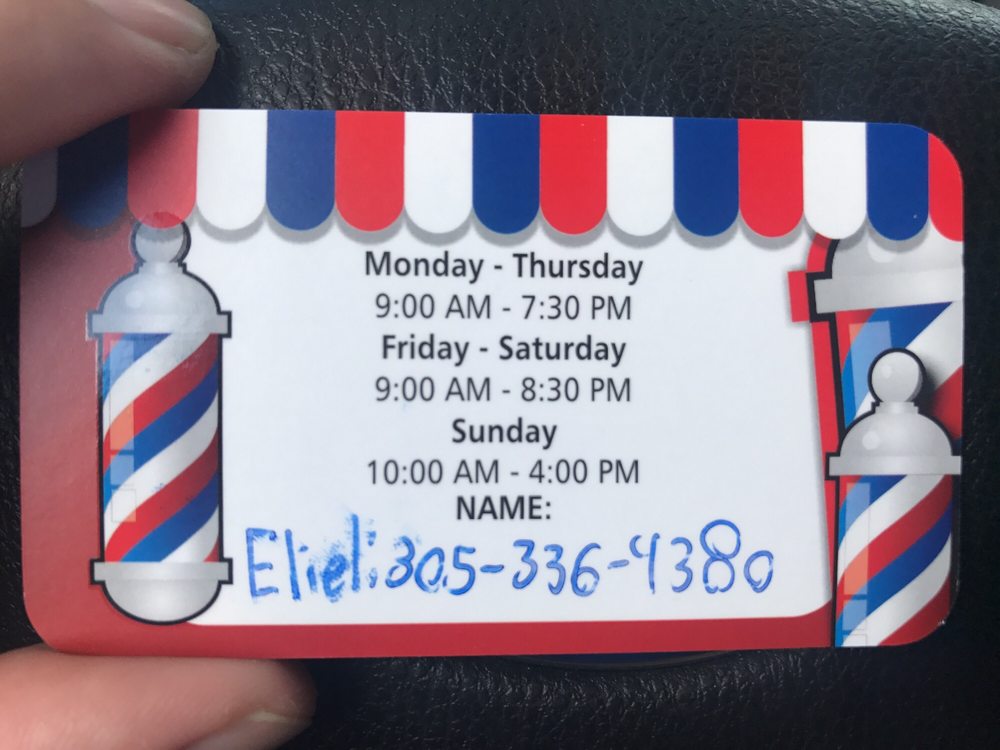 Monday - Thursday
9:00 AM - 7:30 PM
Friday - Saturday
9:00 AM - 8:30 PM
Sunday
10:00 AM - 4:00 PM
NAME:
Eliel: 305-336-4380